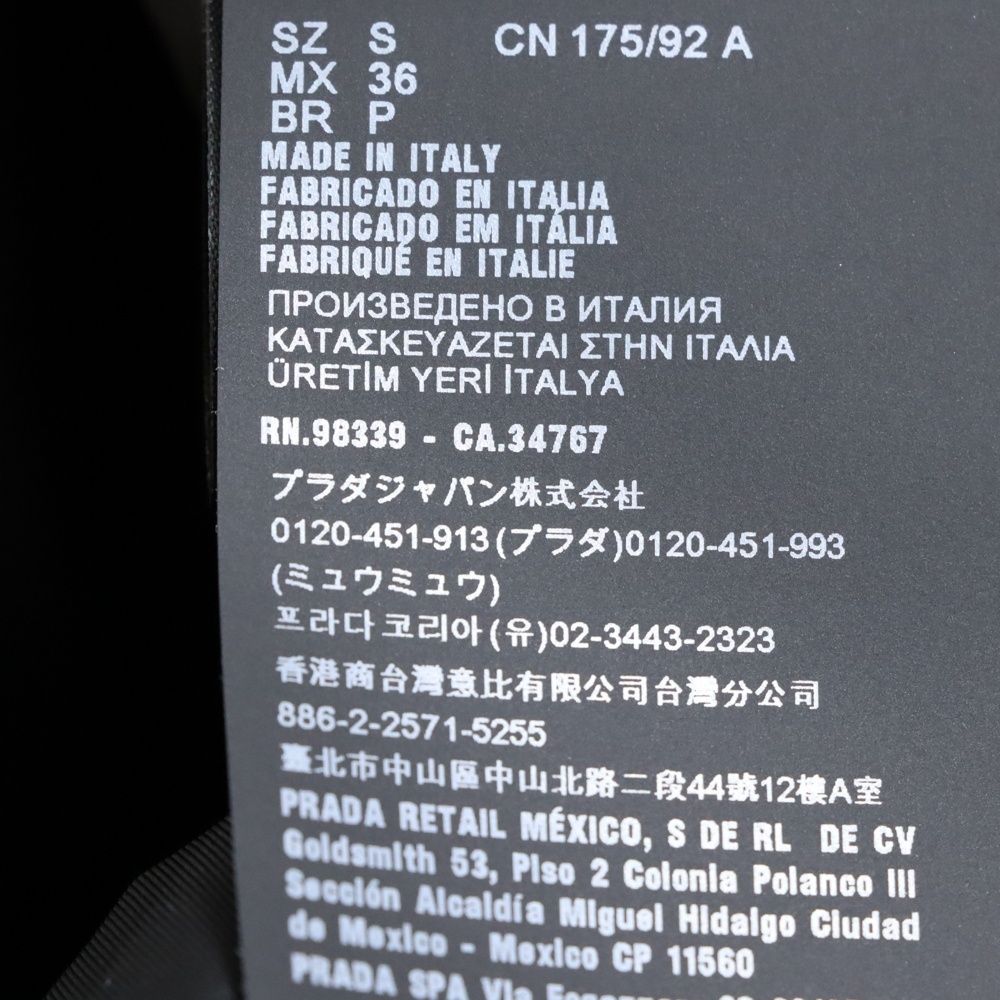 SZ S CN 175/92 A
MX 36
BR P
MADE IN ITALY
FABRICADO EN ITALIA
FABRICADO EM ITÁLIA
FABRIQUÉ EN ITALIE
ПРОИЗВЕДЕНО В ИТАЛИЯ
ΚΑΤΑΣΚΕΥΑΖΕΤΑΙ ΣΤΗΝ ΙΤΑΛΙΑ
ÜRETİM YERİ İTALYA
RN.98339 - CA.34767
プラダジャパン株式会社
0120-451-913(プラダ)0120-451-993
(ミュウミュウ)
프라다코리아(유)02-3443-2323
香港商台灣意比有限公司台灣分公司
886-2-2571-5255
臺北市中山區中山北路二段44號12樓A室
PRADA RETAIL MÉXICO, S DE RL DE CV
Goldsmith 53, Piso 2 Colonia Polanco III
Sección Alcaldía Miguel Hidalgo Ciudad
de Mexico - Mexico CP 11560
PRADA SPA Via